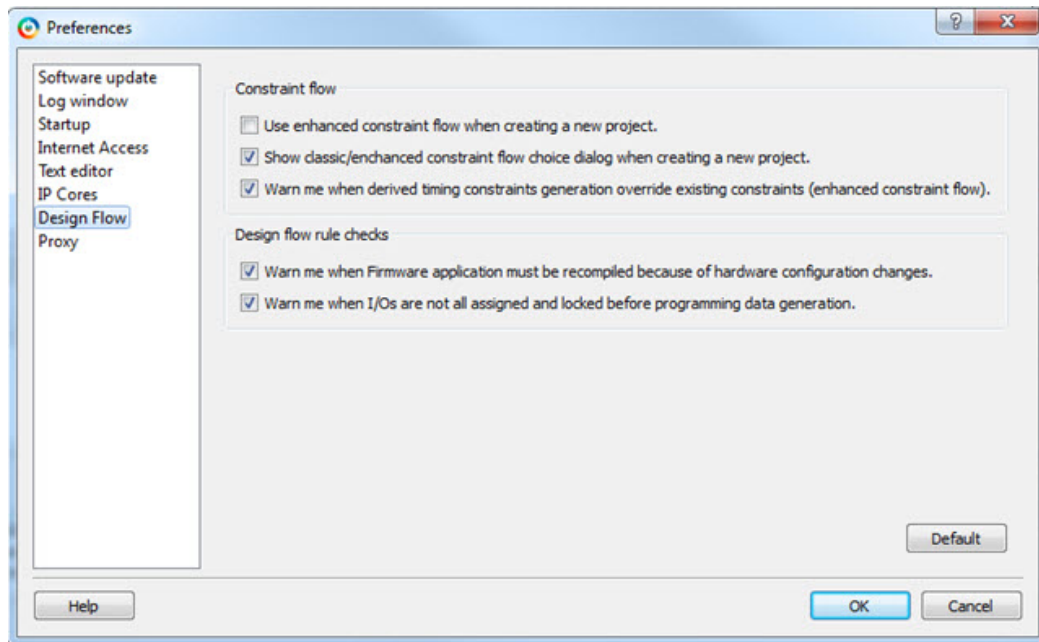 Preferences
Software update
Log window
Startup
Internet Access
Text editor
IP Cores
Design Flow
Proxy
Constraint flow
Use enhanced constraint flow when creating a new project.
Show classic/enchanced constraint flow choice dialog when creating a new project.
Warn me when derived timing constraints generation override existing constraints (enhanced constraint flow).
Design flow rule checks
Warn me when Firmware application must be recompiled because of hardware configuration changes.
Warn me when I/Os are not all assigned and locked before programming data generation.
Default
Help
OK
Cancel